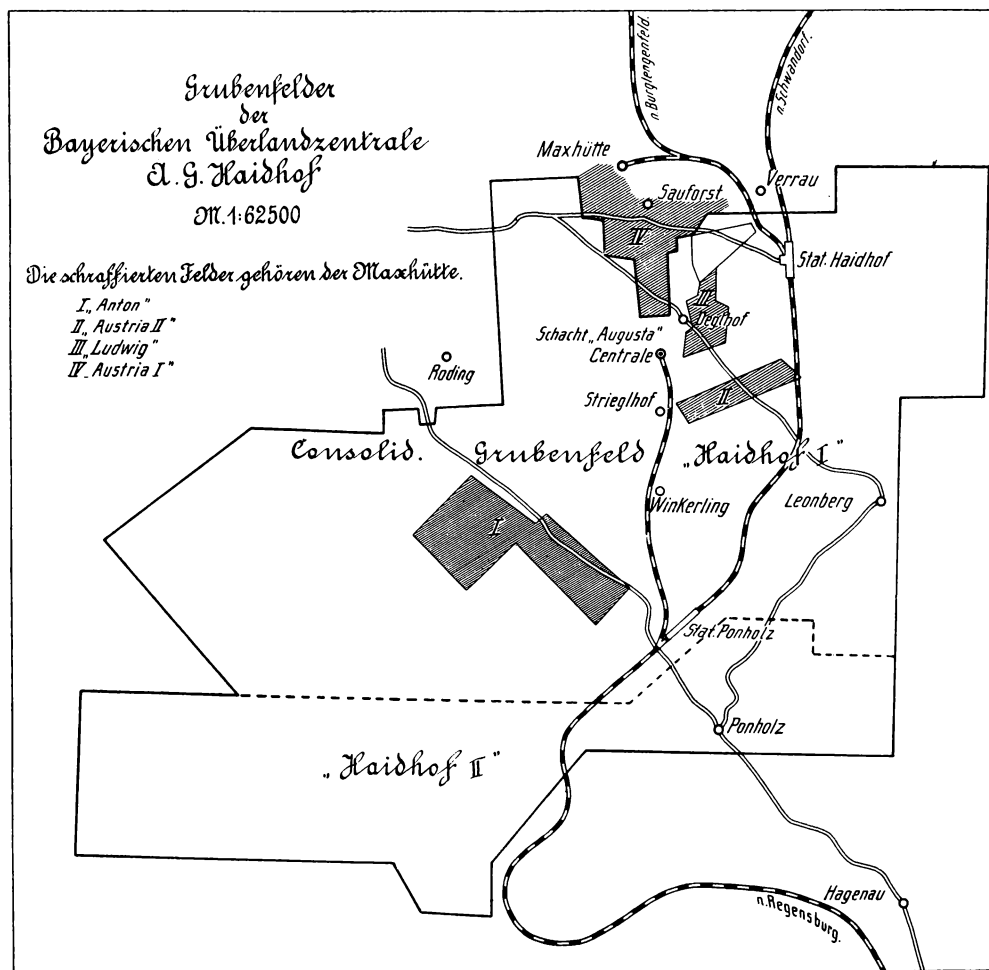 Grubenfelder
der
Bayerischen Überlandzentrale
A.G. Haidhof
M. 1:62500
Die schraffierten Felder gehören der Maxhütte.
I „Anton"
II „Austria II"
III „Ludwig"
IV „Austria I"
n. Burglengenfeld.
n. Schwandorf.
Maxhütte
Sauforst
Verrau
IV
Stat. Haidhof
III
Deglhof
Schacht „Augusta"
Centrale
Roding
Strieglhof
II
Consolid. Grubenfeld „Haidhof I"
Winkerling
Leonberg
I
Stat. Ponholz
Ponholz
„Haidhof II"
Hagenau
n. Regensburg.